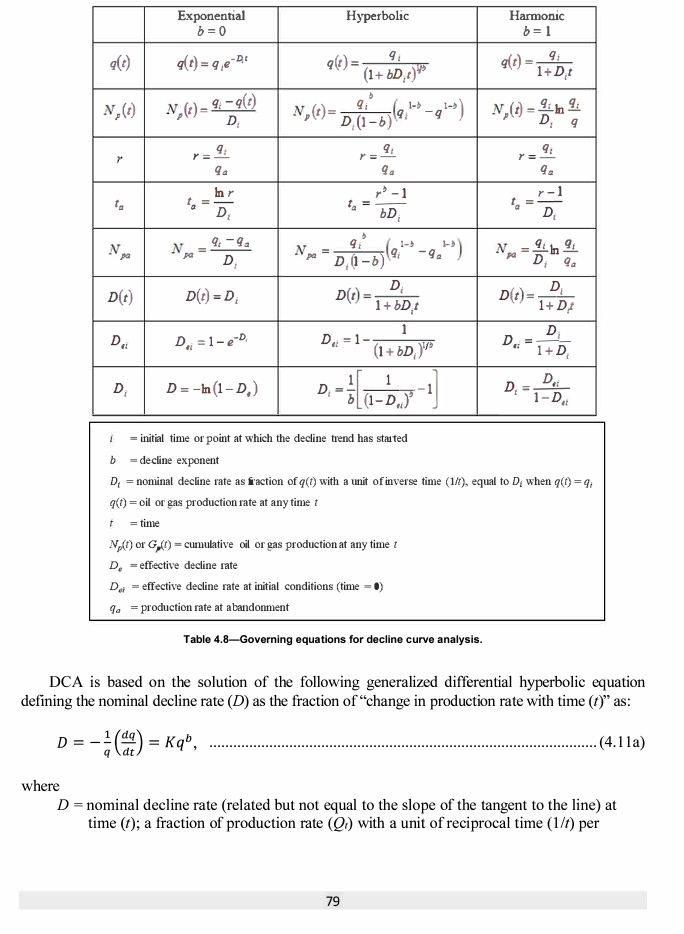 Exponential Hyperbolic Harmonic
b = 0 b = 1
q(t) q(t) = q_i e^{-D_i t} q(t) = \frac{q_i}{(1 + bD_i t)^{1/b}} q(t) = \frac{q_i}{1 + D_i t}
N_p(t) N_p(t) = \frac{q_i - q(t)}{D_i} N_p(t) = \frac{q_i^b}{D_i(1 - b)}(q_i^{1-b} - q^{1-b}) N_p(t) = \frac{q_i}{D_i} ln \frac{q_i}{q}
r r = \frac{q_i}{q_a} r = \frac{q_i}{q_a} r = \frac{q_i}{q_a}
t_a t_a = \frac{ln r}{D_i} t_a = \frac{r^b - 1}{bD_i} t_a = \frac{r - 1}{D_i}
N_{pa} N_{pa} = \frac{q_i - q_a}{D_i} N_{pa} = \frac{q_i^b}{D_i(1 - b)}(q_i^{1-b} - q_a^{1-b}) N_{pa} = \frac{q_i}{D_i} ln \frac{q_i}{q_a}
D(t) D(t) = D_i D(t) = \frac{D_i}{1 + bD_i t} D(t) = \frac{D_i}{1 + D_i t}
D_{ei} D_{ei} = 1 - e^{-D_i} D_{ei} = 1 - \frac{1}{(1 + bD_i)^{1/b}} D_{ei} = \frac{D_i}{1 + D_i}
D_i D = -ln(1 - D_e) D_i = \frac{1}{b}[\frac{1}{(1 - D_{ei})^b} - 1] D_i = \frac{D_{ei}}{1 - D_{ei}}
i = initial time or point at which the decline trend has started
b = decline exponent
D_i = nominal decline rate as fraction of q(t) with a unit of inverse time (1/t), equal to D_i when q(t) = q_i
q(t) = oil or gas production rate at any time t
t = time
N_p(t) or G_p(t) = cumulative oil or gas production at any time t
D_e = effective decline rate
D_{ei} = effective decline rate at initial conditions (time = 0)
q_a = production rate at abandonment
Table 4.8—Governing equations for decline curve analysis.
DCA is based on the solution of the following generalized differential hyperbolic equation
defining the nominal decline rate (D) as the fraction of “change in production rate with time (t)” as:
D = -\frac{1}{q}(\frac{dq}{dt}) = Kq^b, ................................................................................................. (4.11a)
where
D = nominal decline rate (related but not equal to the slope of the tangent to the line) at
time (t); a fraction of production rate (Q_t) with a unit of reciprocal time (1/t) per
79